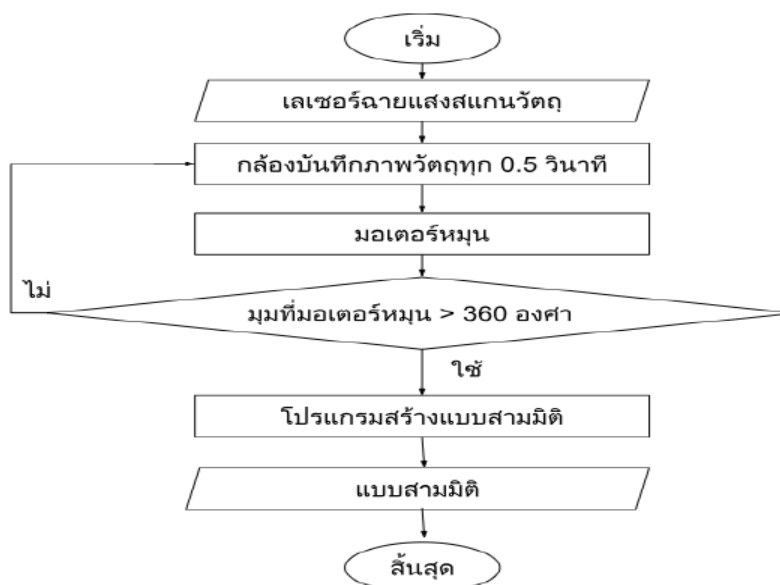 เริ่ม
เลเซอร์ฉายแสงสแกนวัตถุ
กล้องบันทึกภาพวัตถุทุก 0.5 วินาที
มอเตอร์หมุน
ไม่
มุมที่มอเตอร์หมุน > 360 องศา
ใช้
โปรแกรมสร้างแบบสามมิติ
แบบสามมิติ
สิ้นสุด